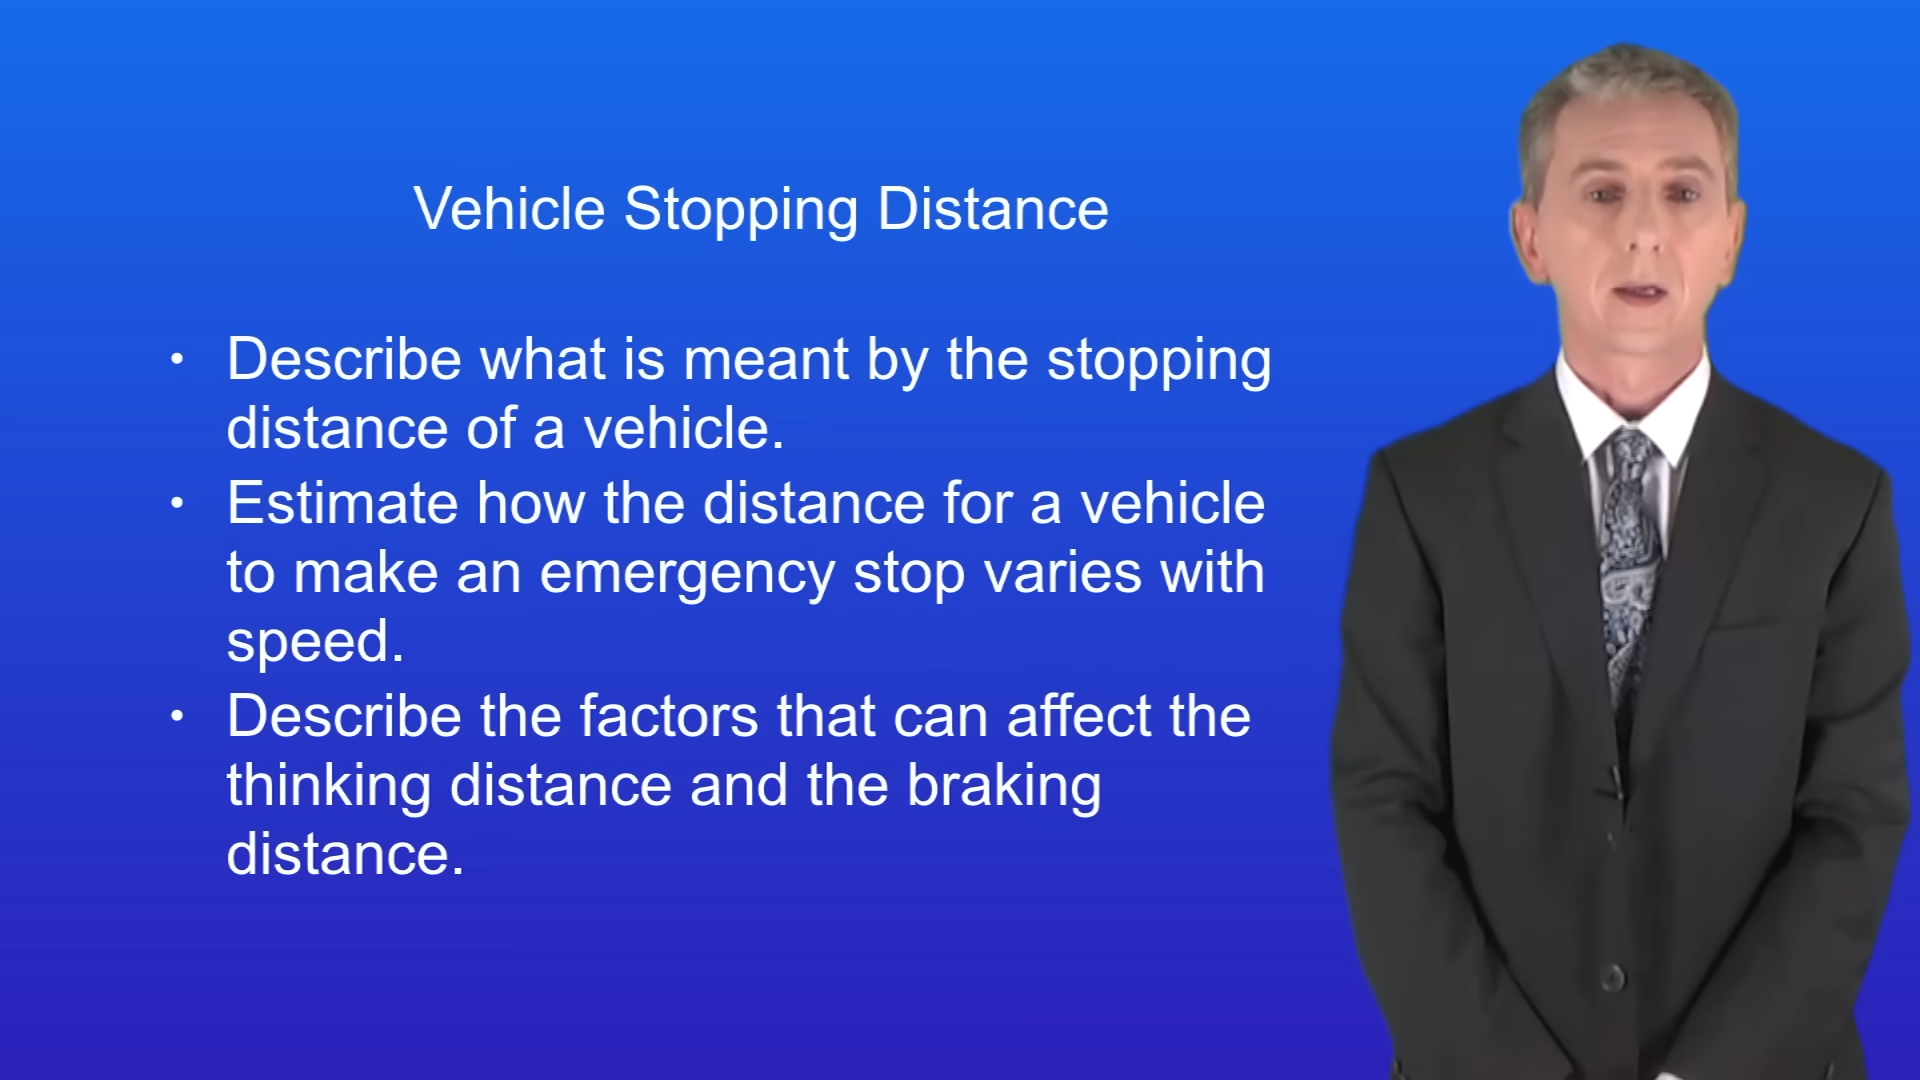 Vehicle Stopping Distance
• Describe what is meant by the stopping
distance of a vehicle.
• Estimate how the distance for a vehicle
to make an emergency stop varies with
speed.
• Describe the factors that can affect the
thinking distance and the braking
distance.